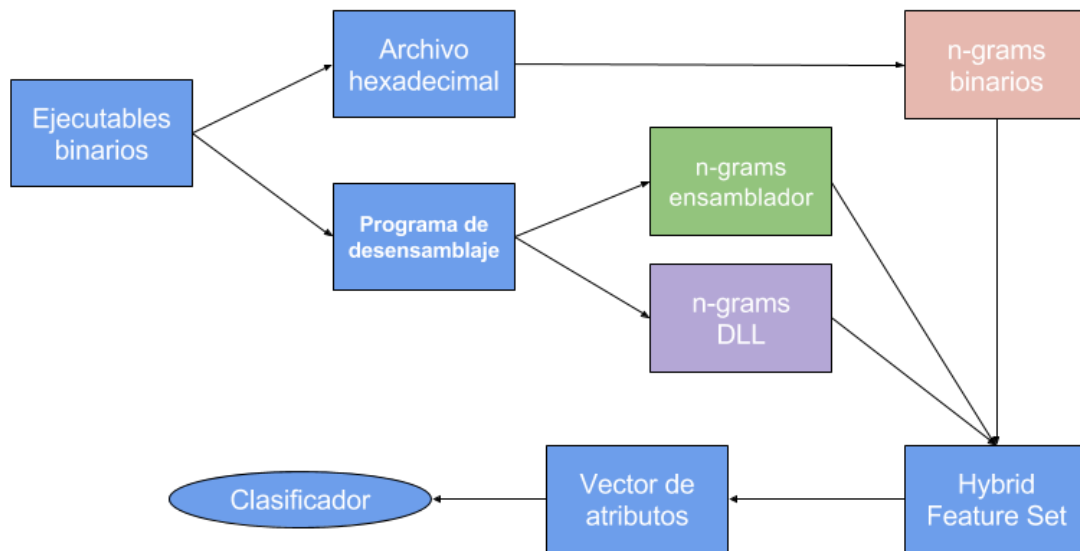 Ejecutables
binarios
Archivo
hexadecimal
n-grams
binarios
Programa de
desensamblaje
n-grams
ensamblador
n-grams
DLL
Clasificador
Vector de
atributos
Hybrid
Feature Set